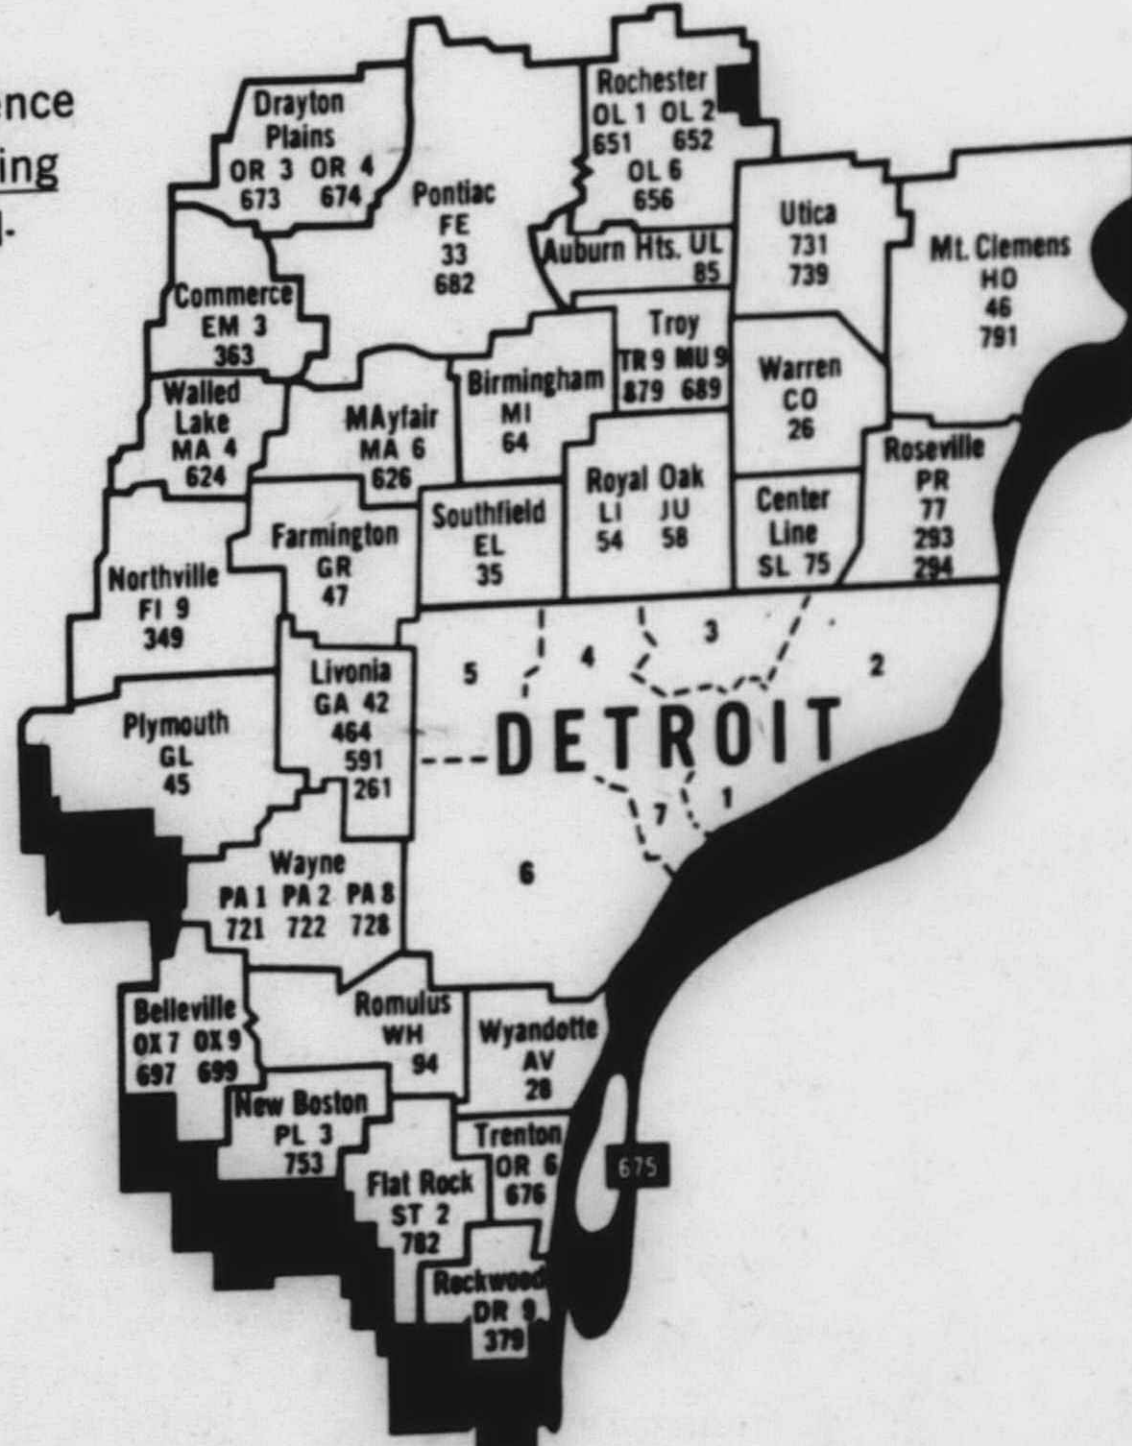 ence
ing
l-
Drayton
Plains
OR 3 OR 4
673 674
Pontiac
FE
33
682
Rochester
OL 1 OL 2
651 652
OL 6
656
Auburn Hts. UL
85
Utica
731
739
Mt. Clemens
HO
46
791
Commerce
EM 3
363
Troy
TR 9 MU 9
879 689
Warren
CO
26
Birmingham
MI
64
Walled
Lake
MA 4
624
MAyfair
MA 6
626
Roseville
PR
77
293
294
Royal Oak
LI JU
54 58
Center
Line
SL 75
Southfield
EL
35
Farmington
GR
47
Northville
FI 9
349
Livonia
GA 42
464
591
261
Plymouth
GL
45
5
4
3
2
DETROIT
7
1
6
Wayne
PA 1 PA 2 PA 8
721 722 728
Belleville
OX 7 OX 9
697 699
Romulus
WH
94
Wyandotte
AV
28
New Boston
PL 3
753
Trenton
OR 6
676
675
Flat Rock
ST 2
782
Rockwood
DR 9
379